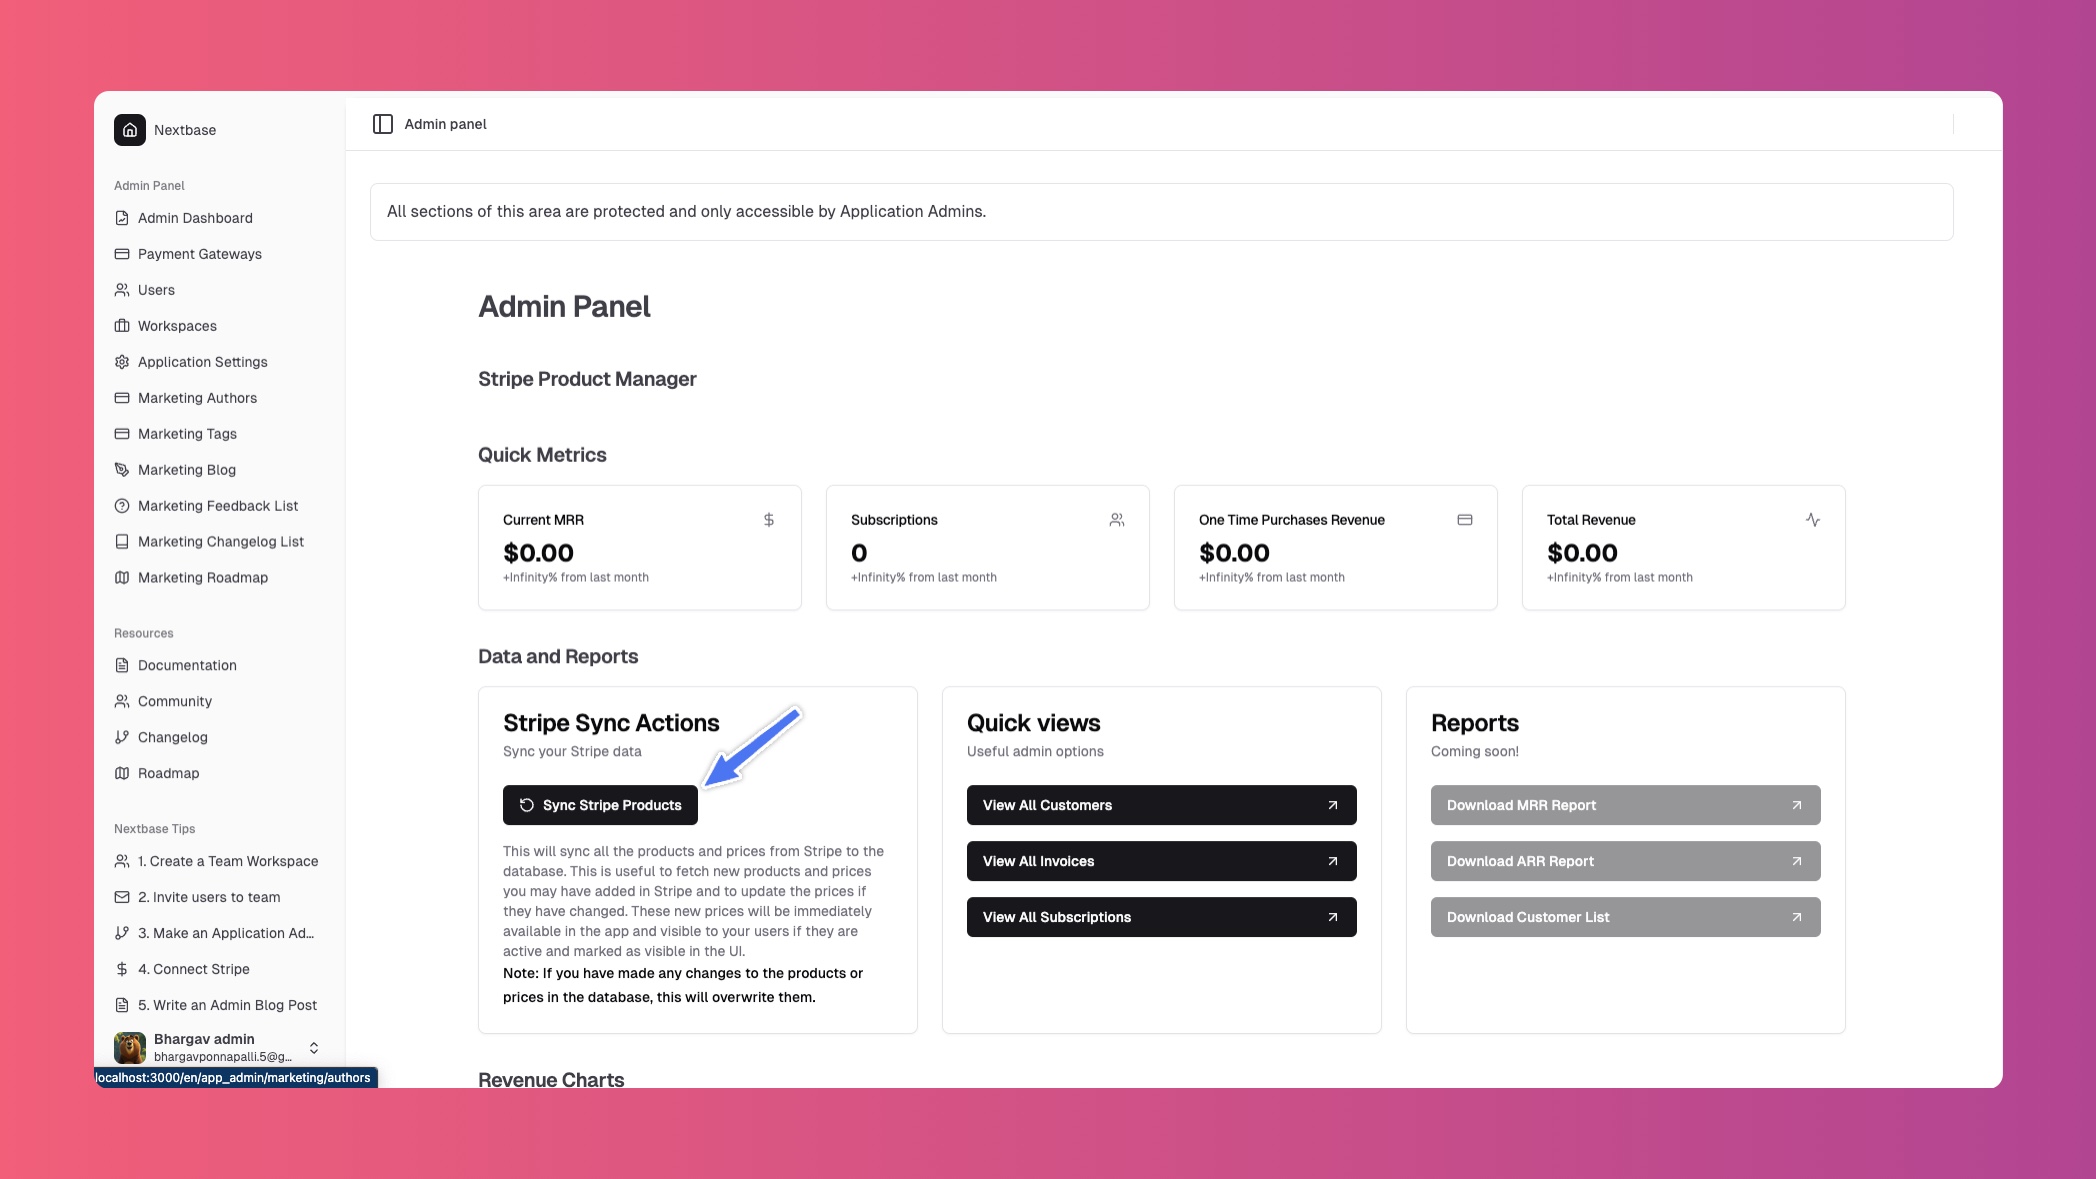 Nextbase
Admin Panel
Admin Dashboard
Payment Gateways
Users
Workspaces
Application Settings
Marketing Authors
Marketing Tags
Marketing Blog
Marketing Feedback List
Marketing Changelog List
Marketing Roadmap
Resources
Documentation
Community
Changelog
Roadmap
Nextbase Tips
1. Create a Team Workspace
2. Invite users to team
3. Make an Application Ad...
4. Connect Stripe
5. Write an Admin Blog Post
Bhargav admin
bhargavponnapalli.5@g...
localhost:3000/en/app_admin/marketing/authors
Admin panel
All sections of this area are protected and only accessible by Application Admins.
Admin Panel
Stripe Product Manager
Quick Metrics
Current MRR
$0.00
+Infinity% from last month
Subscriptions
0
+Infinity% from last month
One Time Purchases Revenue
$0.00
+Infinity% from last month
Total Revenue
$0.00
+Infinity% from last month
Data and Reports
Stripe Sync Actions
Sync your Stripe data
Sync Stripe Products
This will sync all the products and prices from Stripe to the
database. This is useful to fetch new products and prices
you may have added in Stripe and to update the prices if
they have changed. These new prices will be immediately
available in the app and visible to your users if they are
active and marked as visible in the UI.
Note: If you have made any changes to the products or
prices in the database, this will overwrite them.
Quick views
Useful admin options
View All Customers
View All Invoices
View All Subscriptions
Reports
Coming soon!
Download MRR Report
Download ARR Report
Download Customer List
Revenue Charts